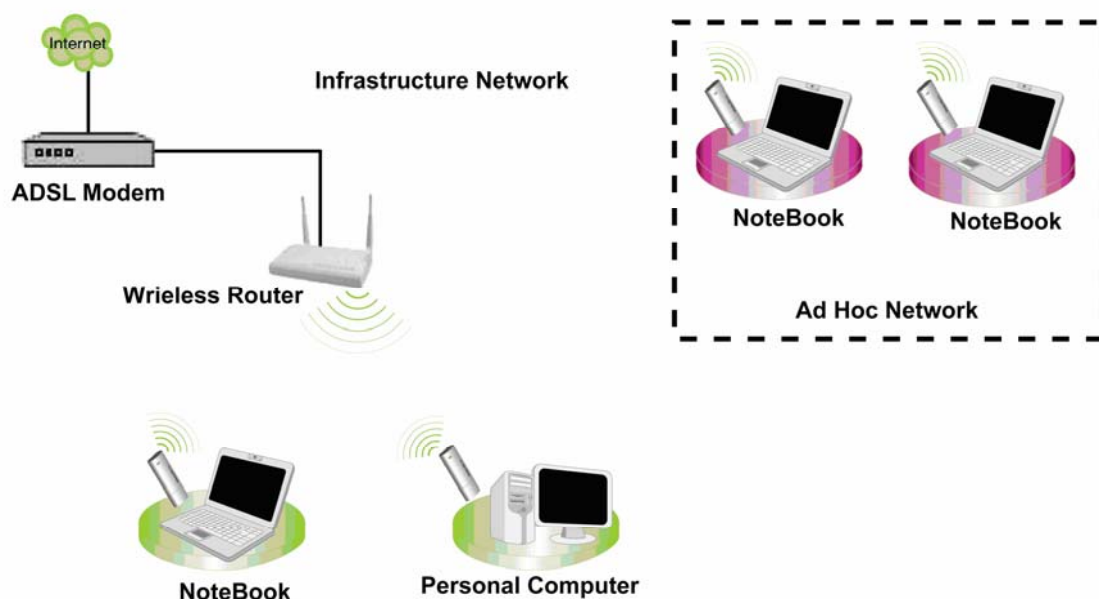 Internet
Infrastructure Network
ADSL Modem
NoteBook
NoteBook
Wrieless Router
Ad Hoc Network
NoteBook
Personal Computer